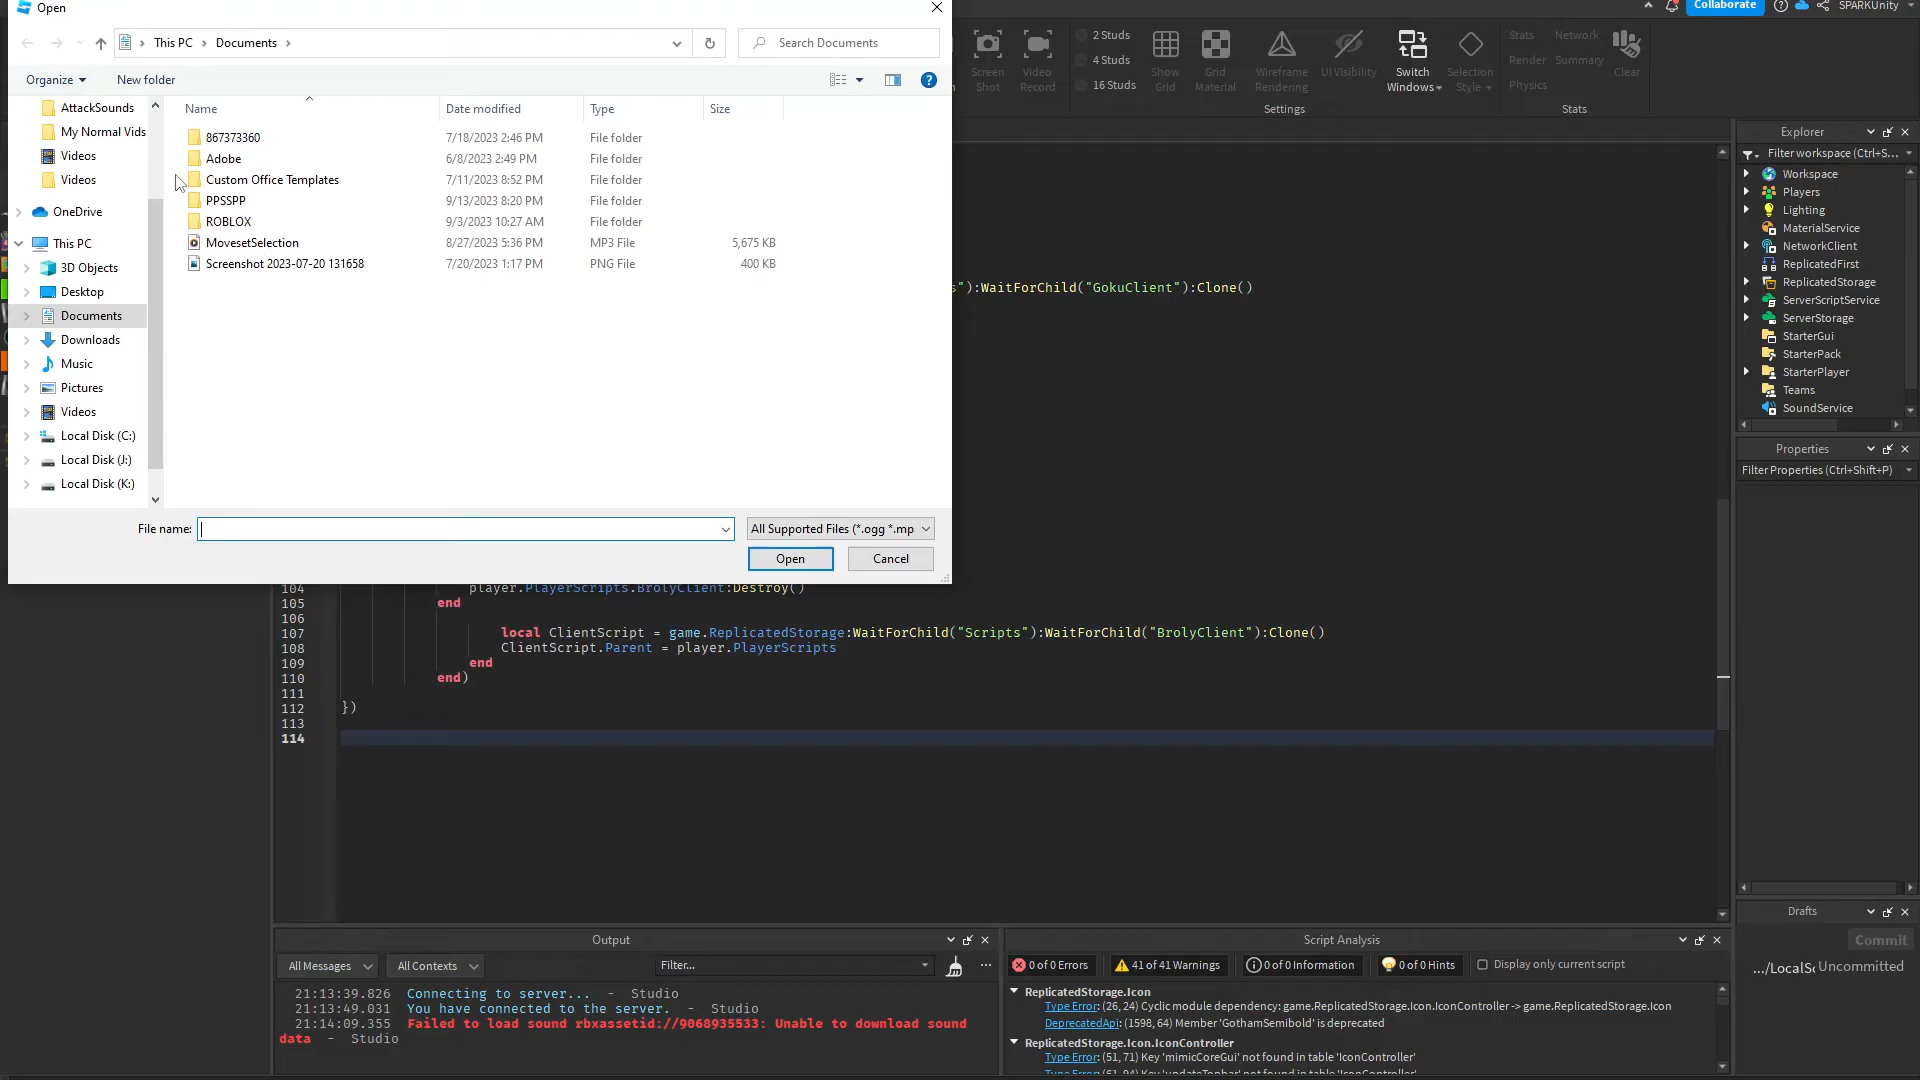 Open
This PC
Documents
Search Documents
Organize
New folder
AttackSounds
My Normal Vids
Videos
Videos
OneDrive
This PC
3D Objects
Desktop
Documents
Downloads
Music
Pictures
Videos
Local Disk (C:)
Local Disk (J:)
Local Disk (K:)
Name Date modified Type Size
867373360 7/18/2023 2:46 PM File folder
Adobe 6/8/2023 2:49 PM File folder
Custom Office Templates 7/11/2023 8:52 PM File folder
PPSSPP 9/13/2023 8:20 PM File folder
ROBLOX 9/3/2023 10:27 AM File folder
MovesetSelection 8/27/2023 5:36 PM MP3 File 5,675 KB
Screenshot 2023-07-20 131658 7/20/2023 1:17 PM PNG File 400 KB
File name:
All Supported Files (*.ogg *.mp
Open
Cancel
Collaborate
SPARKUnity
Screen Shot
Video Record
2 Studs
4 Studs
16 Studs
Show Grid
Grid Material
Wireframe Rendering
UI Visibility
Switch Windows
Selection Style
Settings
Stats Network
Render Summary
Physics
Clear
Stats
s"):WaitForChild("GokuClient"):Clone()
104 player.PlayerScripts.BrolyClient:Destroy()
105 end
106
107 local ClientScript = game.ReplicatedStorage:WaitForChild("Scripts"):WaitForChild("BrolyClient"):Clone()
108 ClientScript.Parent = player.PlayerScripts
109 end
110 end)
111
112 })
113
114
Explorer
Filter workspace (Ctrl+S...
Workspace
Players
Lighting
MaterialService
NetworkClient
ReplicatedFirst
ReplicatedStorage
ServerScriptService
ServerStorage
StarterGui
StarterPack
StarterPlayer
Teams
SoundService
Properties
Filter Properties (Ctrl+Shift+P)
Drafts
Commit
.../LocalSc Uncommitted
Output
All Messages
All Contexts
Filter...
21:13:39.826 Connecting to server... - Studio
21:13:49.031 You have connected to the server. - Studio
21:14:09.355 Failed to load sound rbxassetid://9068935533: Unable to download sound
data - Studio
Script Analysis
0 of 0 Errors
41 of 41 Warnings
0 of 0 Information
0 of 0 Hints
Display only current script
ReplicatedStorage.Icon
Type Error: (26, 24) Cyclic module dependency: game.ReplicatedStorage.Icon.IconController -> game.ReplicatedStorage.Icon
DeprecatedApi: (1598, 64) Member 'GothamSemibold' is deprecated
ReplicatedStorage.Icon.IconController
Type Error: (51, 71) Key 'mimicCoreGui' not found in table 'IconController'
Type Error: (61, 94) Key 'updateTopbar' not found in table 'IconController'